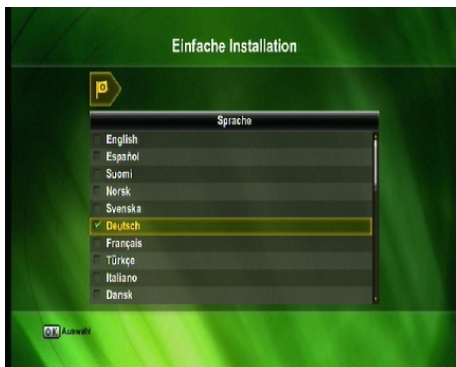 Einfache Installation
Sprache
English
Español
Suomi
Norsk
Svenska
Deutsch
Français
Türkçe
Italiano
Dansk
OK Auswahl